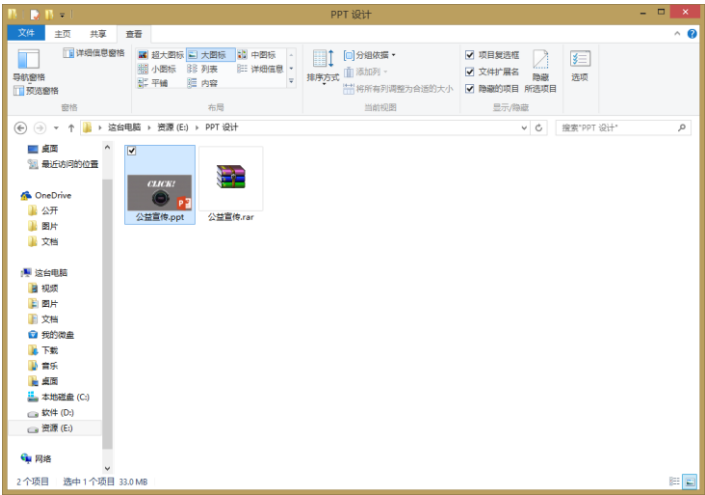 PPT 设计
文件 主页 共享 查看
导航窗格
预览窗格
详细信息窗格
窗格
超大图标 大图标 中图标
小图标 列表 详细信息
平铺 内容
布局
排序方式
分组依据
添加列
将所有列调整为合适的大小
当前视图
项目复选框
文件扩展名
隐藏的项目
隐藏
所选项目
显示/隐藏
选项
这台电脑 资源 (E:) PPT 设计
搜索"PPT 设计"
桌面
最近访问的位置
OneDrive
公开
图片
文档
这台电脑
视频
图片
文档
我的微盘
下载
音乐
桌面
本地磁盘 (C:)
软件 (D:)
资源 (E:)
网络
CLICK!
公益宣传.ppt
公益宣传.rar
2 个项目 选中 1 个项目 33.0 MB